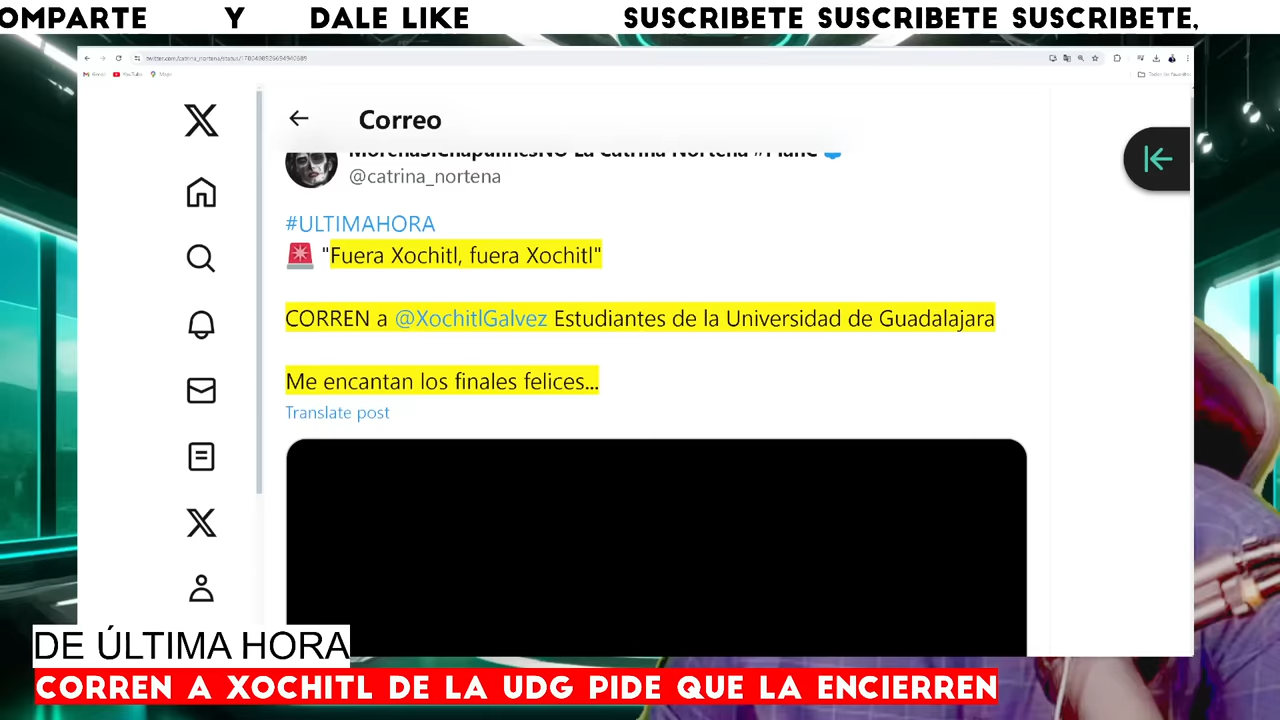 OMPARTE Y DALE LIKE SUSCRIBETE SUSCRIBETE SUSCRIBETE,
YouTube
Correo
@catrina_nortena
#ULTIMAHORA
"Fuera Xochitl, fuera Xochitl"
CORREN a @XochitlGalvez Estudiantes de la Universidad de Guadalajara
Me encantan los finales felices...
Translate post
DE ÚLTIMA HORA
CORREN A XOCHITL DE LA UDG PIDE QUE LA ENCIERREN